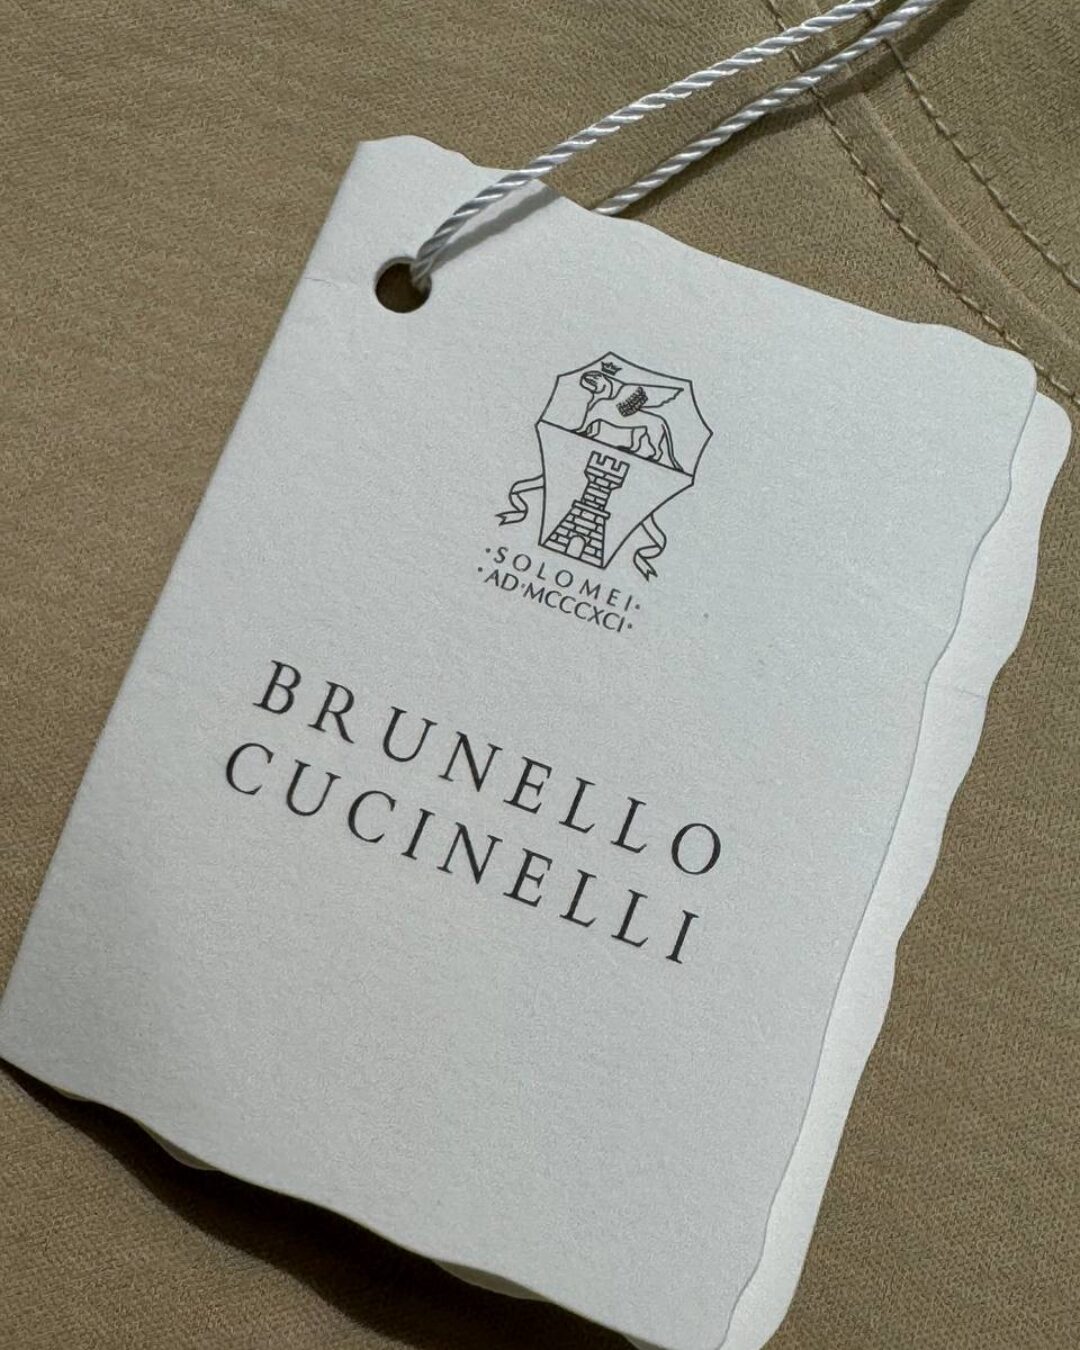 ·SOLOMEI·
·AD·MCCCXCI·
BRUNELLO
CUCINELLI